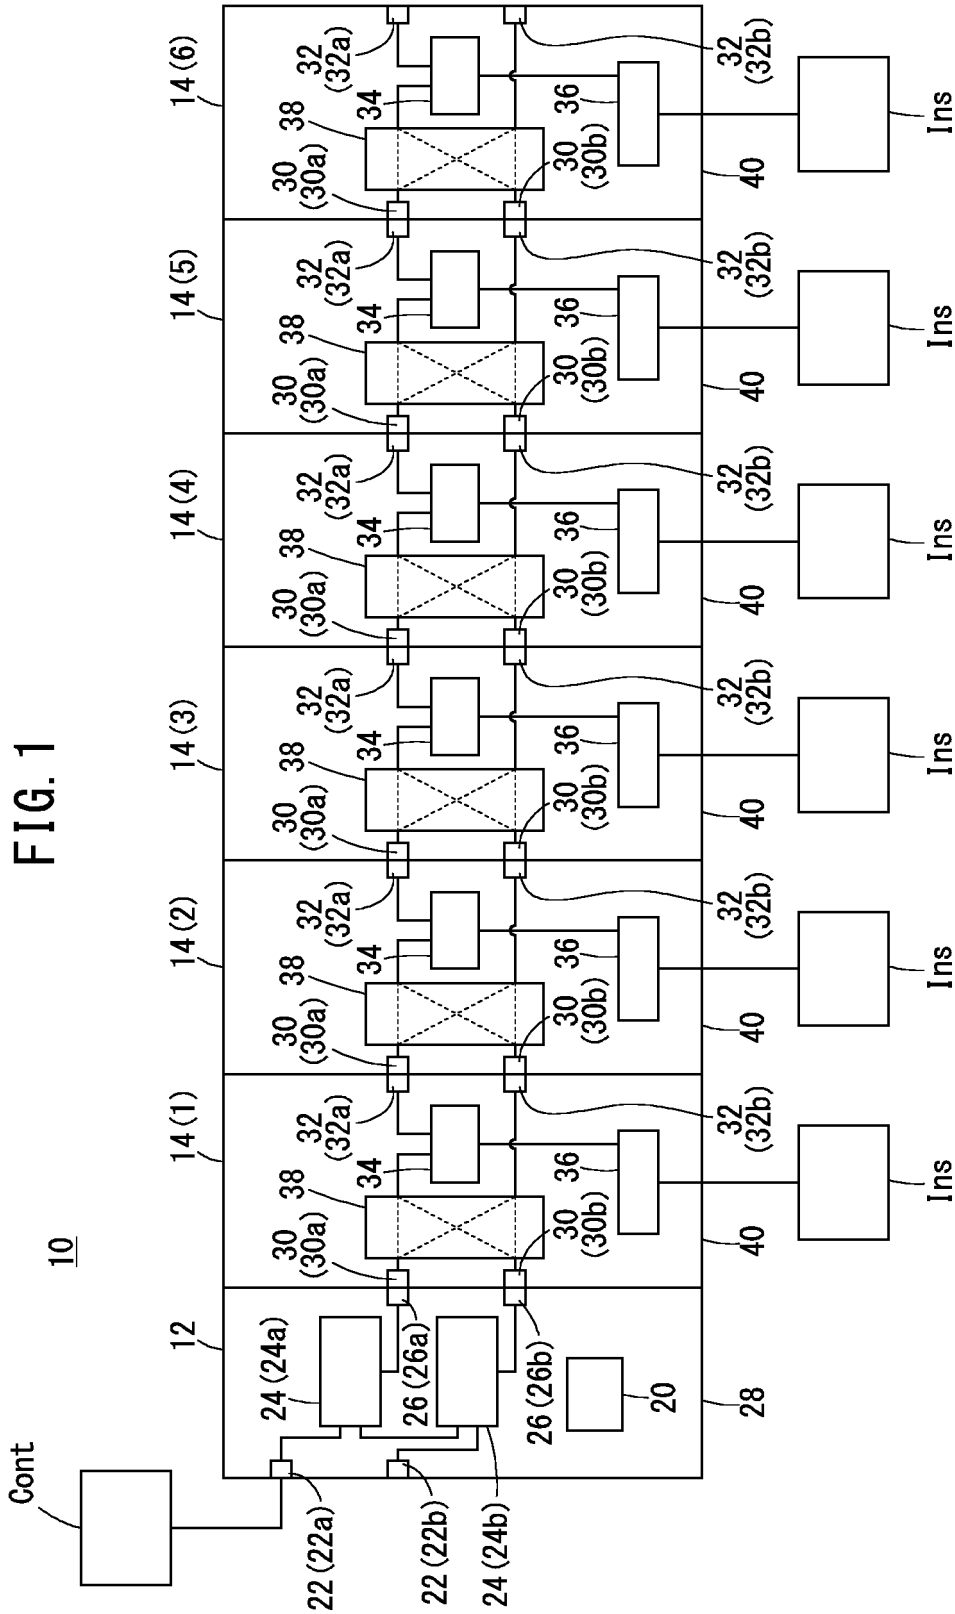 FIG. 1
10
Cont
12
14 (1)
14 (2)
14 (3)
14 (4)
14 (5)
14 (6)
22 (22a)
22 (22b)
24 (24a)
24 (24b)
26 (26a)
26 (26b)
20
28
30
(30a)
38
34
32
(32a)
30
(30b)
36
32
(32b)
40
Ins
30
(30a)
38
34
32
(32a)
30
(30b)
36
32
(32b)
40
Ins
30
(30a)
38
34
32
(32a)
30
(30b)
36
32
(32b)
40
Ins
30
(30a)
38
34
32
(32a)
30
(30b)
36
32
(32b)
40
Ins
30
(30a)
38
34
32
(32a)
30
(30b)
36
32
(32b)
40
Ins
30
(30a)
38
34
32
(32a)
30
(30b)
36
32
(32b)
40
Ins